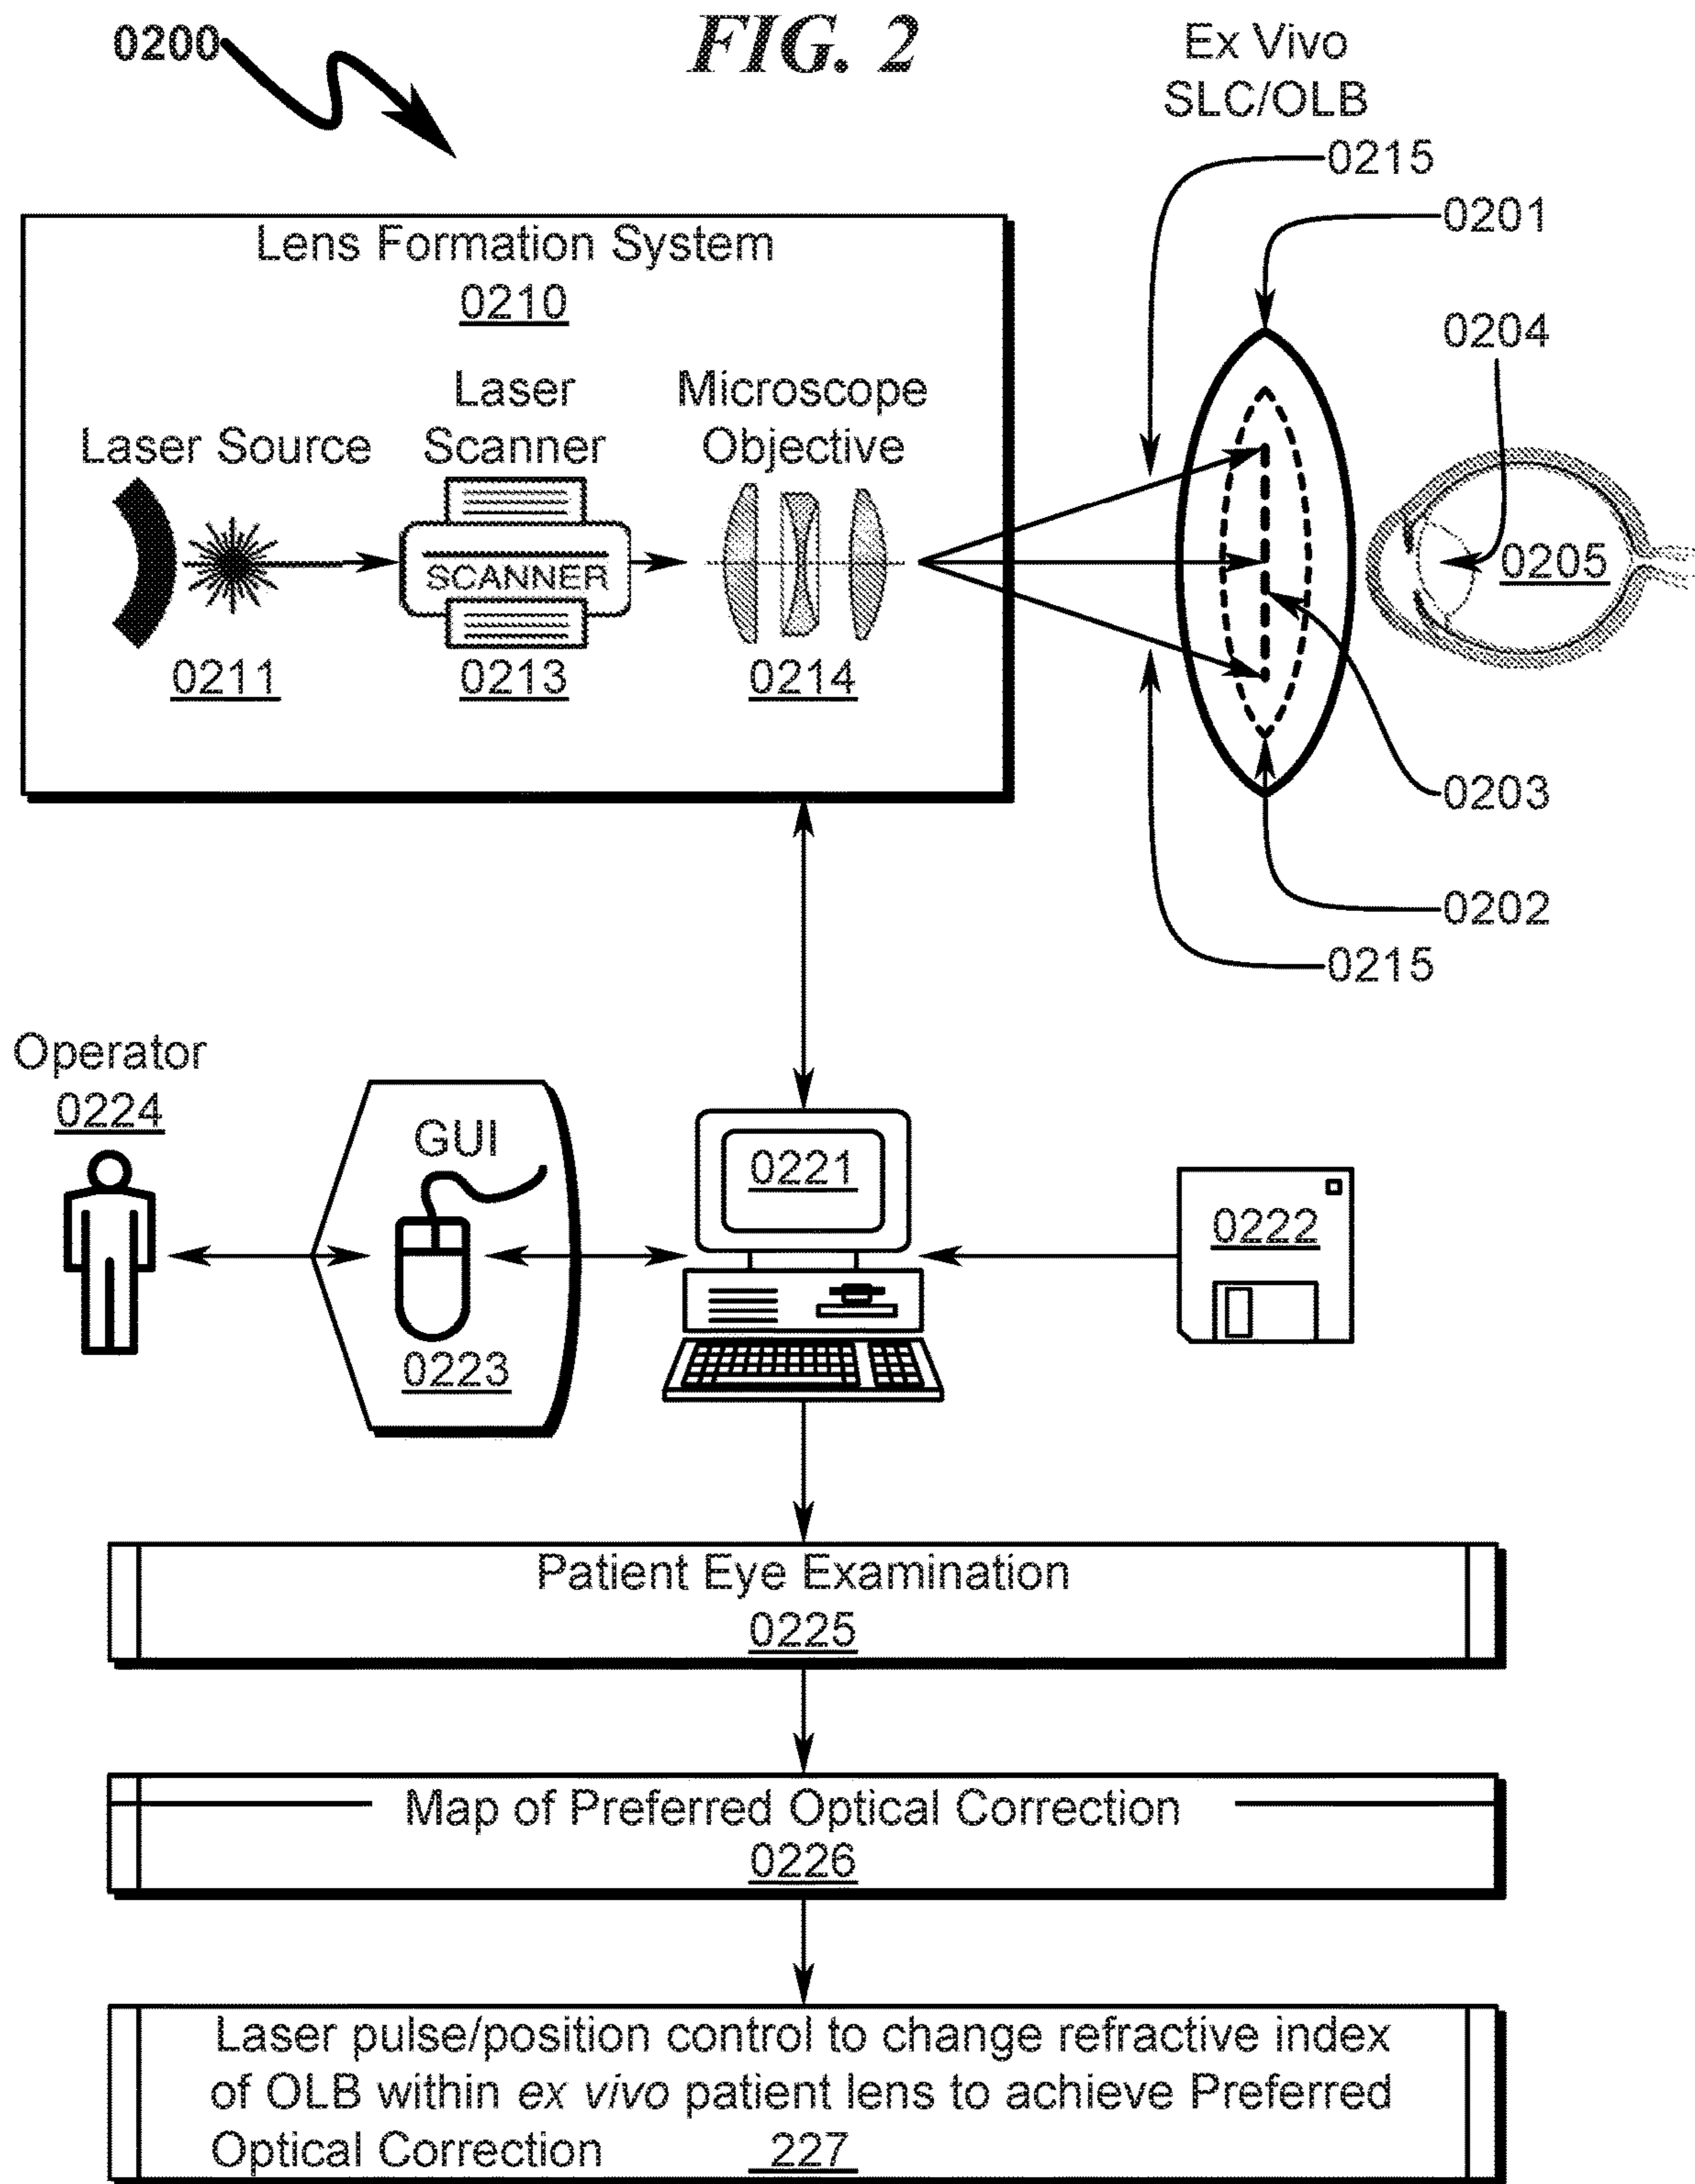 FIG. 2
0200
Ex Vivo
SLC/OLB
0215
0201
0204
0205
0203
0202
0215
Lens Formation System
0210
Laser Source
0211
Laser
Scanner
SCANNER
0213
Microscope
Objective
0214
Operator
0224
GUI
0223
0221
0222
Patient Eye Examination
0225
Map of Preferred Optical Correction
0226
Laser pulse/position control to change refractive index
of OLB within ex vivo patient lens to achieve Preferred
Optical Correction 227